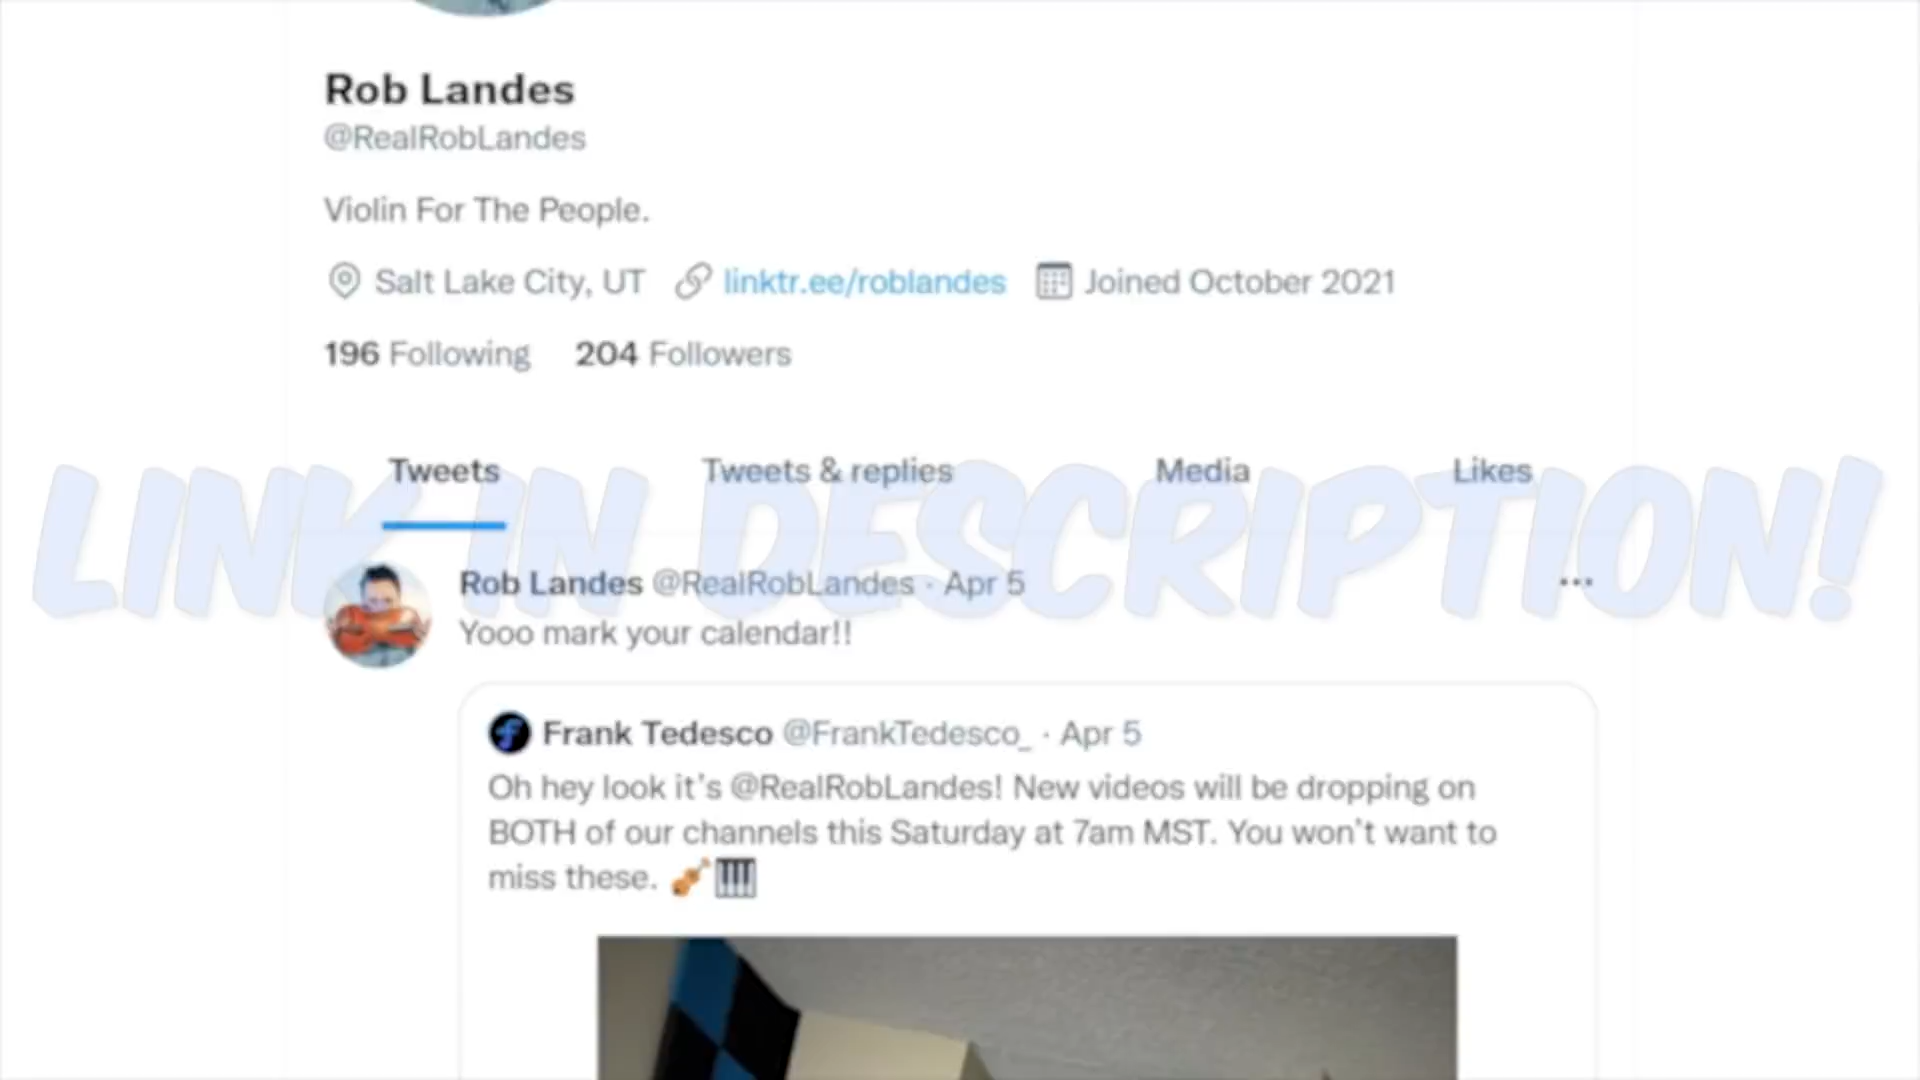 Rob Landes
@RealRobLandes
Violin For The People.
Salt Lake City, UT linktr.ee/roblandes Joined October 2021
196 Following 204 Followers
Tweets Tweets & replies Media Likes
LINK IN DESCRIPTION!
Rob Landes @RealRobLandes · Apr 5 ...
Yooo mark your calendar!!
Frank Tedesco @FrankTedesco_ · Apr 5
Oh hey look it's @RealRobLandes! New videos will be dropping on
BOTH of our channels this Saturday at 7am MST. You won't want to
miss these. 🎻🎹